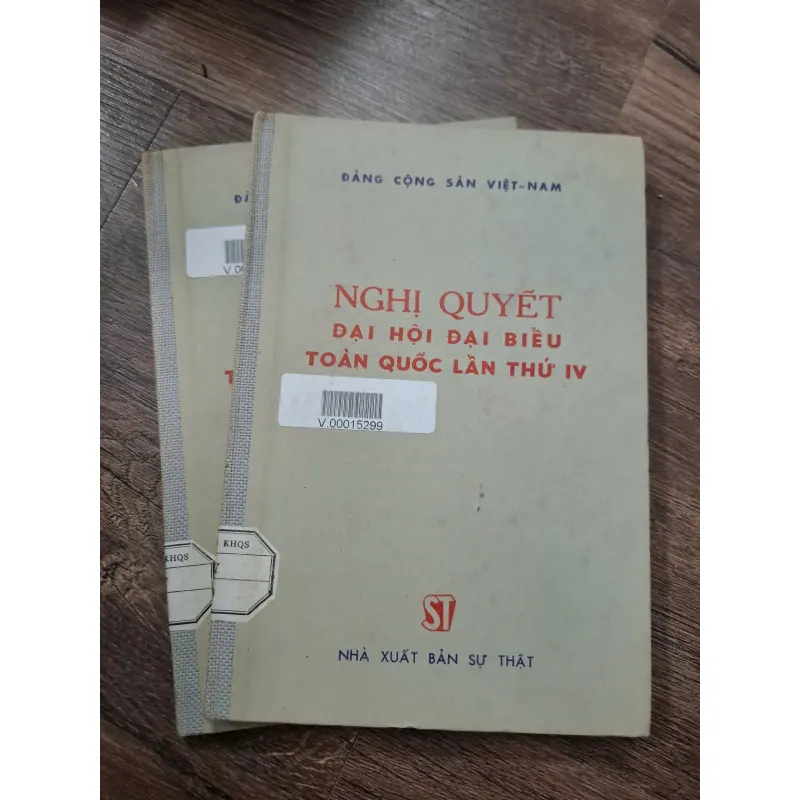 ĐẢNG CỘNG SẢN VIỆT-NAM
NGHỊ QUYẾT
ĐẠI HỘI ĐẠI BIỂU
TOÀN QUỐC LẦN THỨ IV
V.00015299
KHQS
ST
NHÀ XUẤT BẢN SỰ THẬT
V.00
T
KHQS